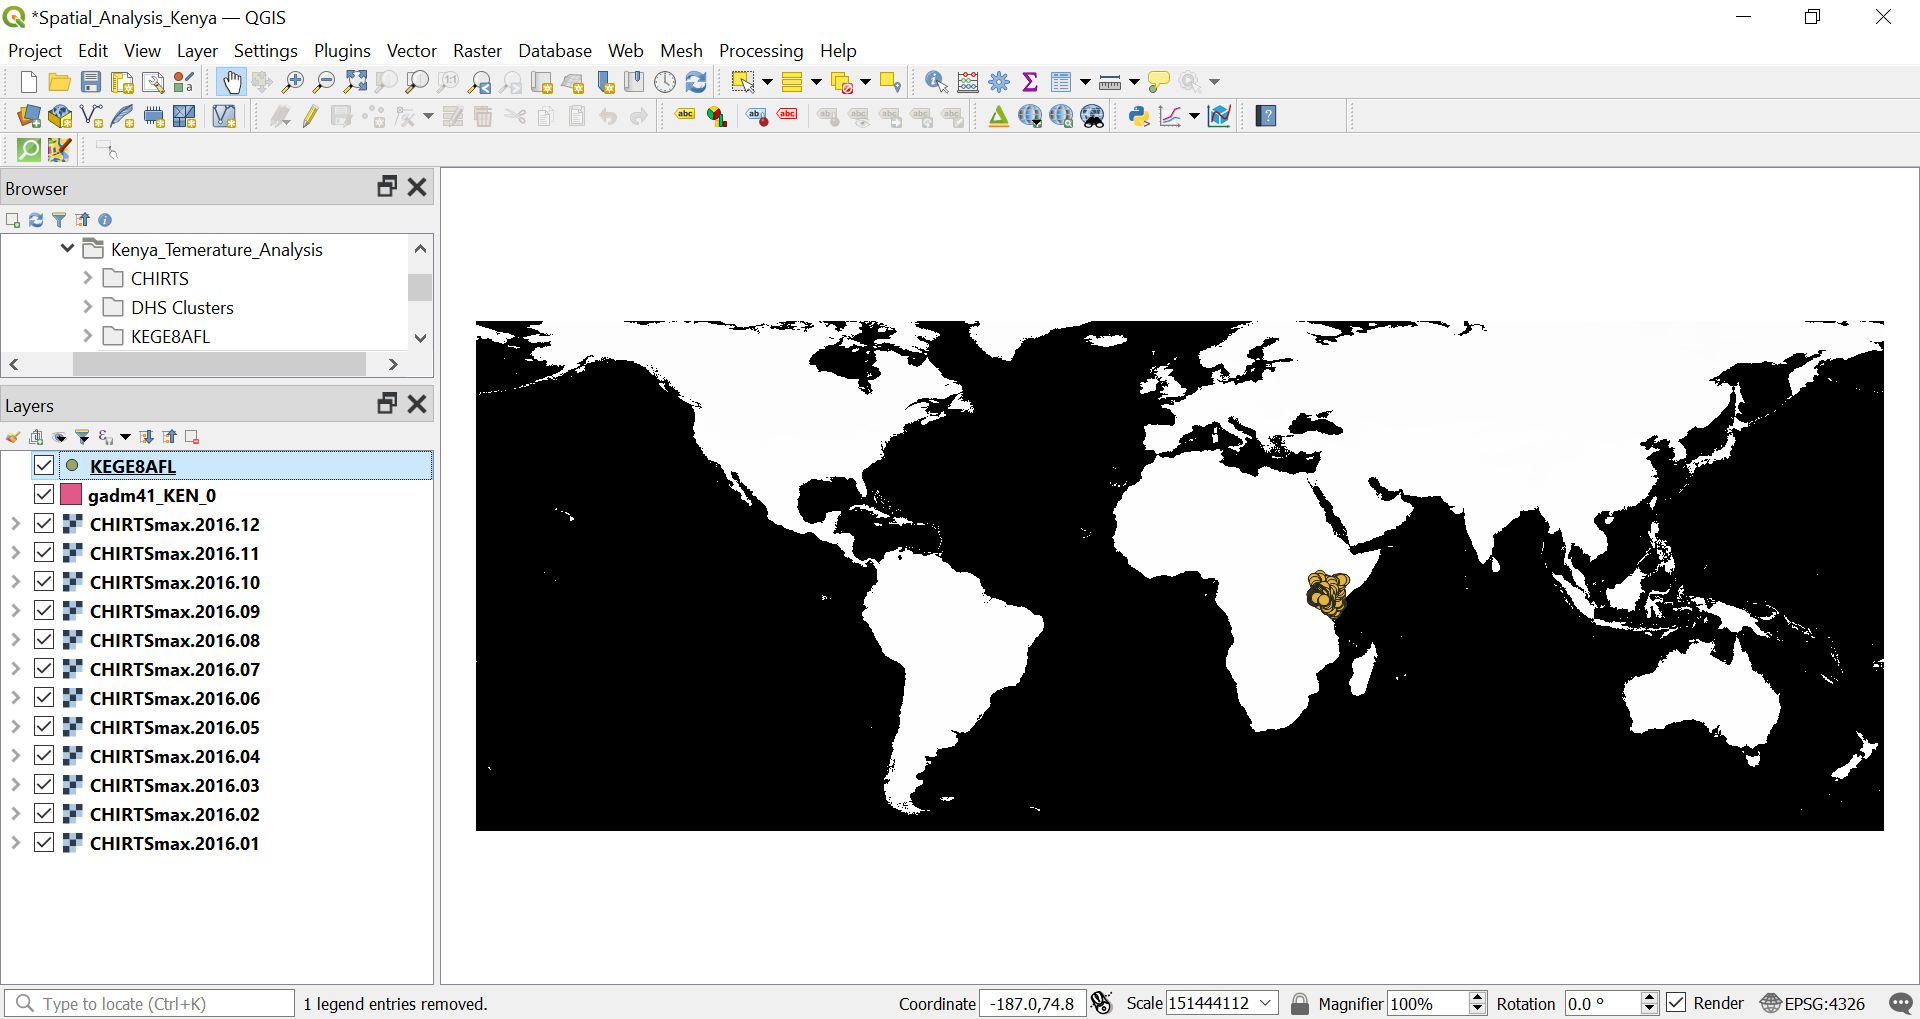 *Spatial_Analysis_Kenya — QGIS
Project Edit View Layer Settings Plugins Vector Raster Database Web Mesh Processing Help
abc abc
Browser
Kenya_Temerature_Analysis
CHIRTS
DHS Clusters
KEGE8AFL
Layers
KEGE8AFL
gadm41_KEN_0
CHIRTSmax.2016.12
CHIRTSmax.2016.11
CHIRTSmax.2016.10
CHIRTSmax.2016.09
CHIRTSmax.2016.08
CHIRTSmax.2016.07
CHIRTSmax.2016.06
CHIRTSmax.2016.05
CHIRTSmax.2016.04
CHIRTSmax.2016.03
CHIRTSmax.2016.02
CHIRTSmax.2016.01
Type to locate (Ctrl+K) 1 legend entries removed. Coordinate -187.0,74.8 Scale 151444112 Magnifier 100% Rotation 0.0 ° Render EPSG:4326